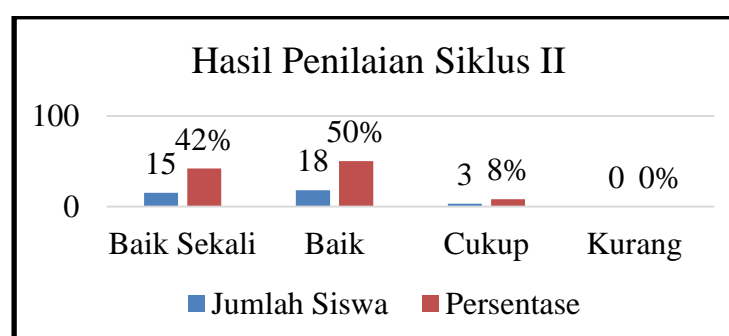 Hasil Penilaian Siklus II
100
0
15 42% 18 50% 3 8% 0 0%
Baik Sekali Baik Cukup Kurang
Jumlah Siswa Persentase